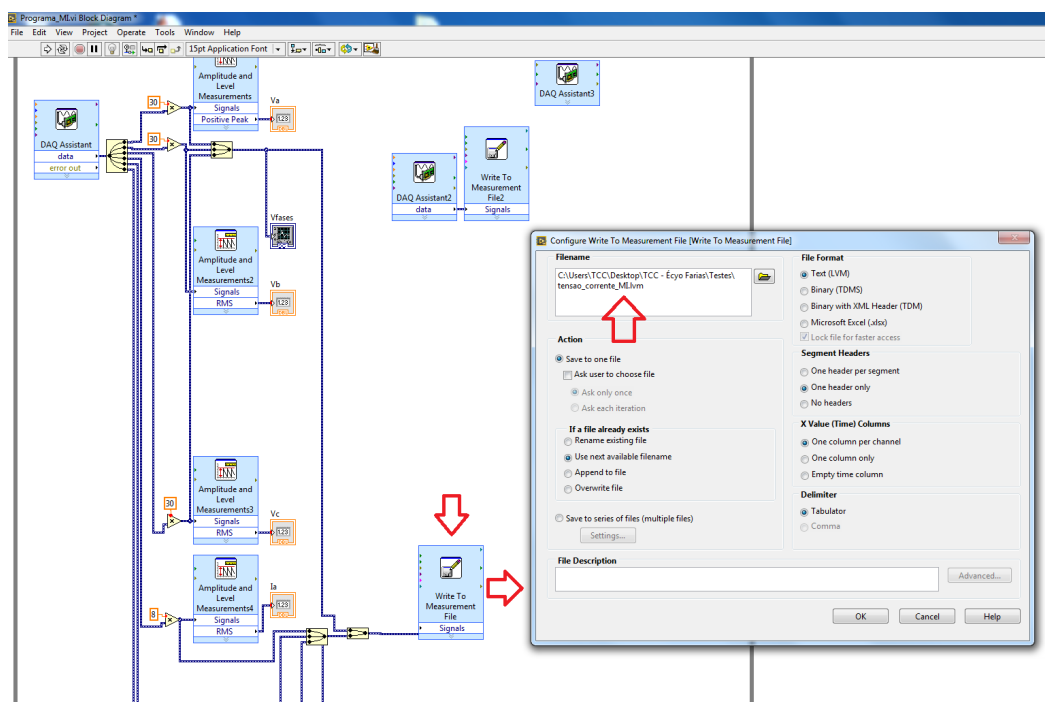 Programa_MI.vi Block Diagram *
File Edit View Project Operate Tools Window Help
15pt Application Font
Amplitude and
Level
Measurements
Signals
Positive Peak
Va
1.23
30
DAQ Assistant
data
error out
30
DAQ Assistant3
DAQ Assistant2
data
Write To
Measurement
File2
Signals
Vfases
Amplitude and
Level
Measurements2
Signals
RMS
Vb
1.23
Amplitude and
Level
Measurements3
Signals
RMS
30
Vc
1.23
Amplitude and
Level
Measurements4
Signals
RMS
8
Ia
1.23
Write To
Measurement
File
Signals
Configure Write To Measurement File [Write To Measurement File]
Filename
C:\Users\TCC\Desktop\TCC - Écyo Farias\Testes\
tensao_corrente_MI.lvm
Action
Save to one file
Ask user to choose file
Ask only once
Ask each iteration
If a file already exists
Rename existing file
Use next available filename
Append to file
Overwrite file
Save to series of files (multiple files)
Settings...
File Description
Advanced...
File Format
Text (LVM)
Binary (TDMS)
Binary with XML Header (TDM)
Microsoft Excel (.xlsx)
Lock file for faster access
Segment Headers
One header per segment
One header only
No headers
X Value (Time) Columns
One column per channel
One column only
Empty time column
Delimiter
Tabulator
Comma
OK Cancel Help